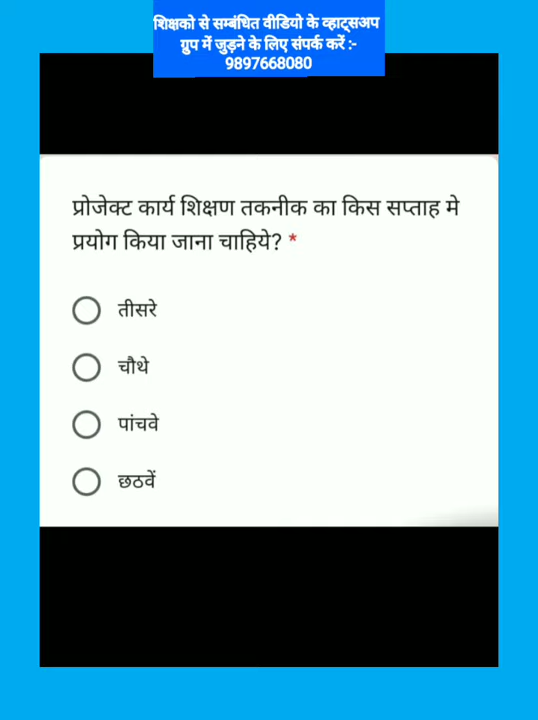 शिक्षको से सम्बंधित वीडियो के व्हाट्सअप
ग्रुप में जुड़ने के लिए संपर्क करें :-
9897668080
प्रोजेक्ट कार्य शिक्षण तकनीक का किस सप्ताह मे
प्रयोग किया जाना चाहिये? *
तीसरे
चौथे
पांचवे
छठवें